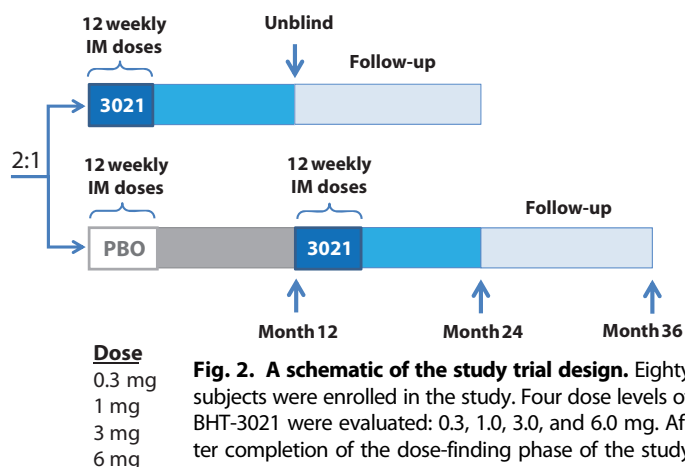 12 weekly
IM doses
Unblind
Follow-up
3021
2:1
12 weekly
IM doses
12 weekly
IM doses
Follow-up
PBO
3021
Month 12
Month 24
Month 36
Dose
0.3 mg
1 mg
3 mg
6 mg
Fig. 2. A schematic of the study trial design. Eighty
subjects were enrolled in the study. Four dose levels of
BHT-3021 were evaluated: 0.3, 1.0, 3.0, and 6.0 mg. Af-
ter completion of the dose-finding phase of the study